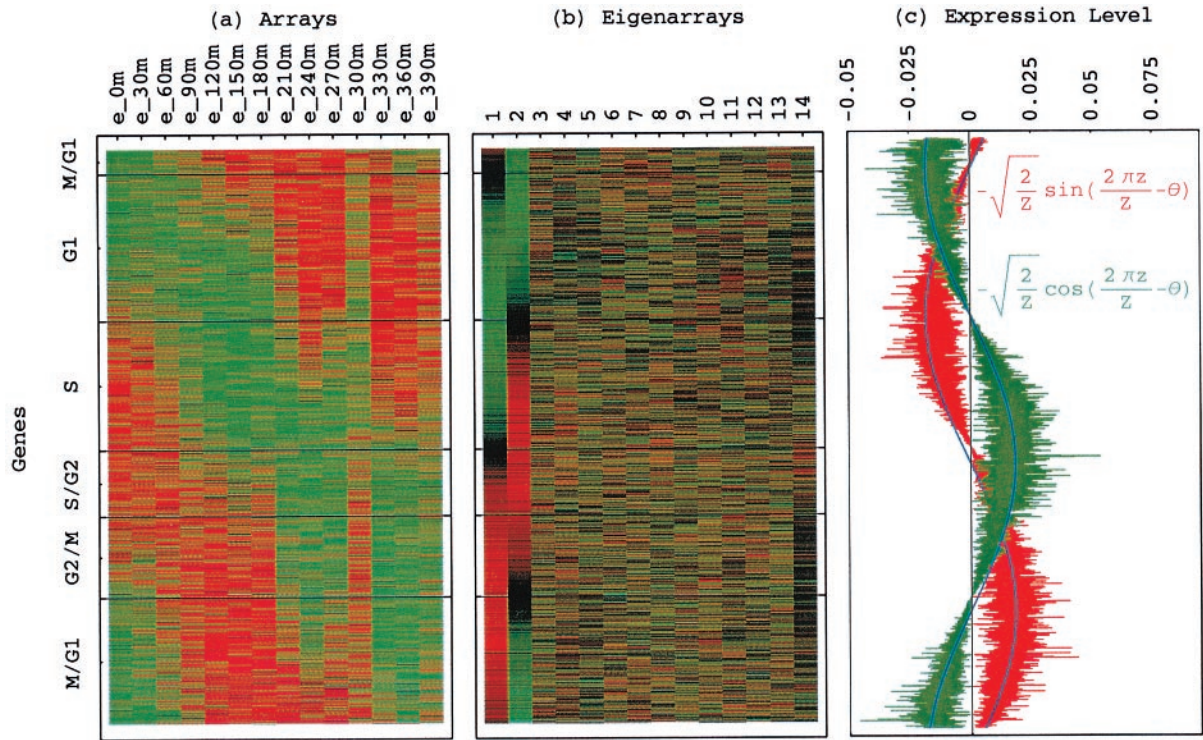 (a) Arrays
(b) Eigenarrays
(c) Expression Level
e_0m
e_30m
e_60m
e_90m
e_120m
e_150m
e_180m
e_210m
e_240m
e_270m
e_300m
e_330m
e_360m
e_390m
1
2
3
4
5
6
7
8
9
10
11
12
13
14
-0.05
-0.025
0
0.025
0.05
0.075
Genes
M/G1
G1
S
S/G2
G2/M
M/G1
-√(2/Z) sin(2πz/Z -θ)
-√(2/Z) cos(2πz/Z -θ)